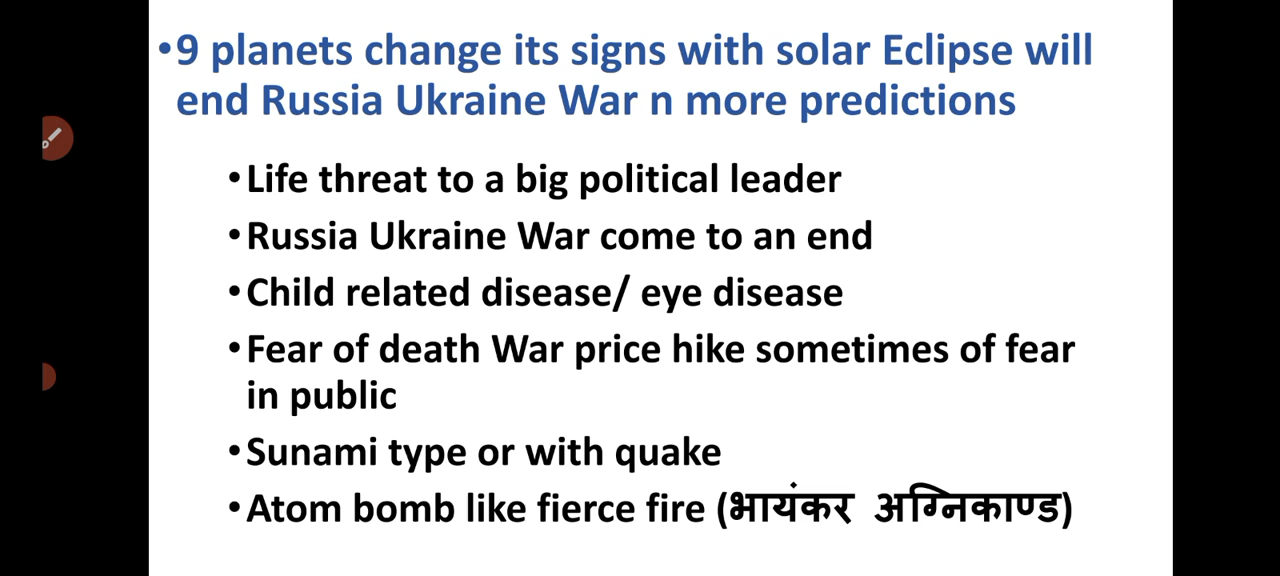 •9 planets change its signs with solar Eclipse will
end Russia Ukraine War n more predictions
•Life threat to a big political leader
•Russia Ukraine War come to an end
•Child related disease/ eye disease
•Fear of death War price hike sometimes of fear
in public
•Sunami type or with quake
•Atom bomb like fierce fire (भायंकर अग्निकाण्ड)